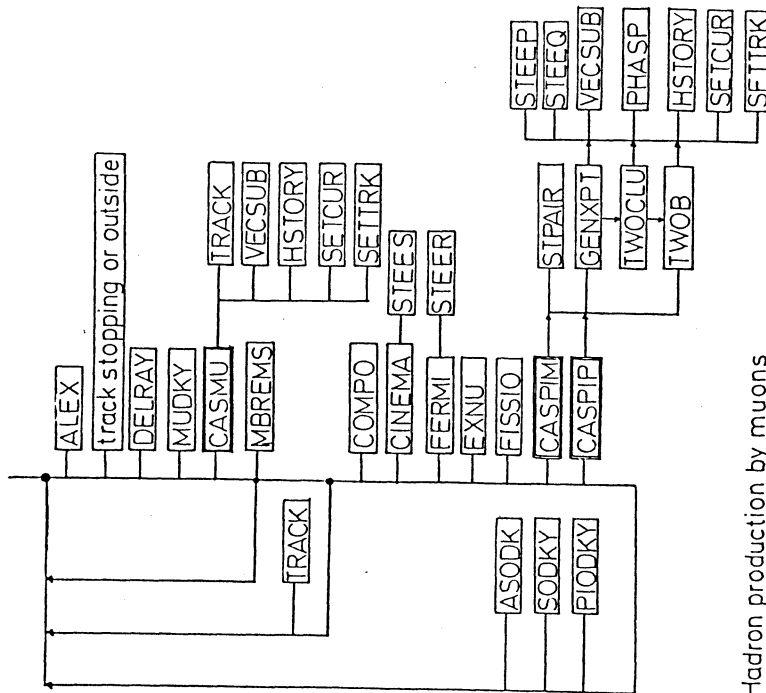 ALEX
track stopping or outside
DELRAY
MUDKY
CASMU
MBREMS
TRACK
VECSUB
HSTORY
SETCUR
SETTRK
TRACK
COMPO
CINEMA
STEES
FERMI
STEER
EXNU
FISSIO
CASPIM
CASPIP
STPAIR
GENXPT
TWOCLU
TWOB
STEEP
STEEQ
VECSUB
PHASP
HSTORY
SETCUR
SETTRK
ASODK
SODKY
PIODKY
Hadron production by muons